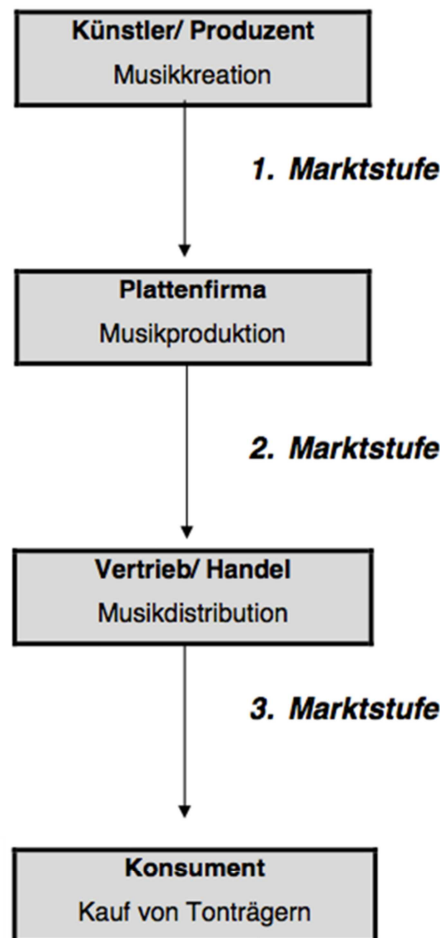 Künstler/ Produzent
Musikkreation
1. Marktstufe
Plattenfirma
Musikproduktion
2. Marktstufe
Vertrieb/ Handel
Musikdistribution
3. Marktstufe
Konsument
Kauf von Tonträgern